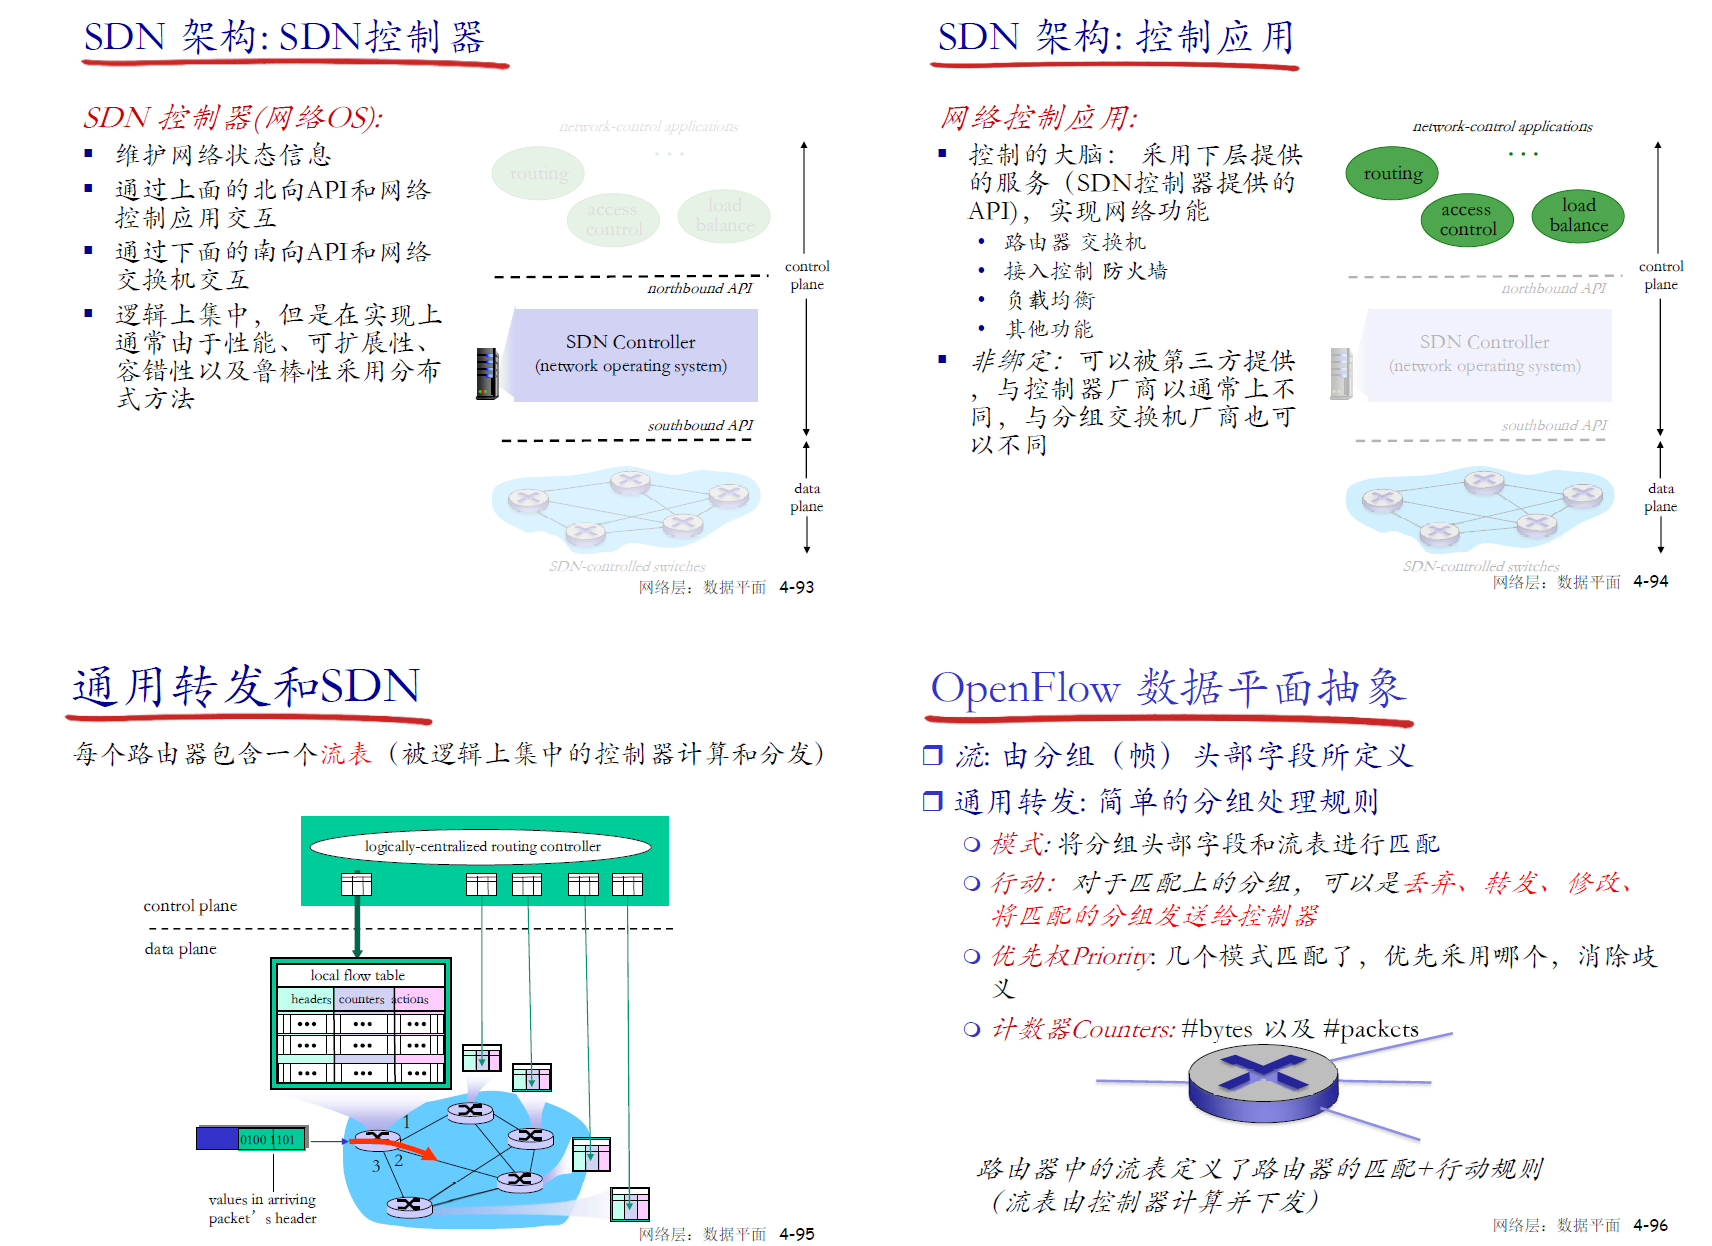 SDN 架构: SDN控制器
SDN 控制器(网络OS):
维护网络状态信息
通过上面的北向API和网络
控制应用交互
通过下面的南向API和网络
交换机交互
逻辑上集中，但是在实现上
通常由于性能、可扩展性、
容错性以及鲁棒性采用分布
式方法
network-control applications
...
routing
access
control
load
balance
control
plane
northbound API
SDN Controller
(network operating system)
southbound API
data
plane
SDN-controlled switches
网络层：数据平面 4-93
SDN 架构: 控制应用
网络控制应用:
控制的大脑： 采用下层提供
的服务（SDN控制器提供的
API)，实现网络功能
路由器 交换机
接入控制 防火墙
负载均衡
其他功能
非绑定：可以被第三方提供
，与控制器厂商以通常上不
同，与分组交换机厂商也可
以不同
network-control applications
...
routing
access
control
load
balance
control
plane
northbound API
SDN Controller
(network operating system)
southbound API
data
plane
SDN-controlled switches
网络层：数据平面 4-94
通用转发和SDN
每个路由器包含一个流表（被逻辑上集中的控制器计算和分发）
logically-centralized routing controller
control plane
data plane
local flow table
headers counters actions
1
0100 1101
3 2
values in arriving
packet’s header
网络层：数据平面 4-95
OpenFlow 数据平面抽象
流: 由分组（帧）头部字段所定义
通用转发: 简单的分组处理规则
模式: 将分组头部字段和流表进行匹配
行动：对于匹配上的分组，可以是丢弃、转发、修改、
将匹配的分组发送给控制器
优先权Priority: 几个模式匹配了，优先采用哪个，消除歧
义
计数器Counters: #bytes 以及 #packets
路由器中的流表定义了路由器的匹配+行动规则
（流表由控制器计算并下发）
网络层：数据平面 4-96